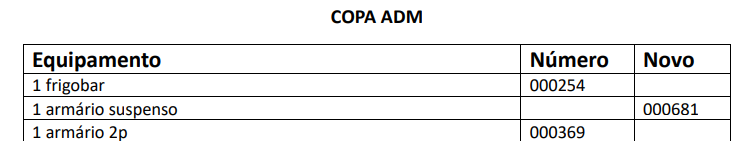 COPA ADM
Equipamento Número Novo
1 frigobar 000254
1 armário suspenso 000681
1 armário 2p 000369